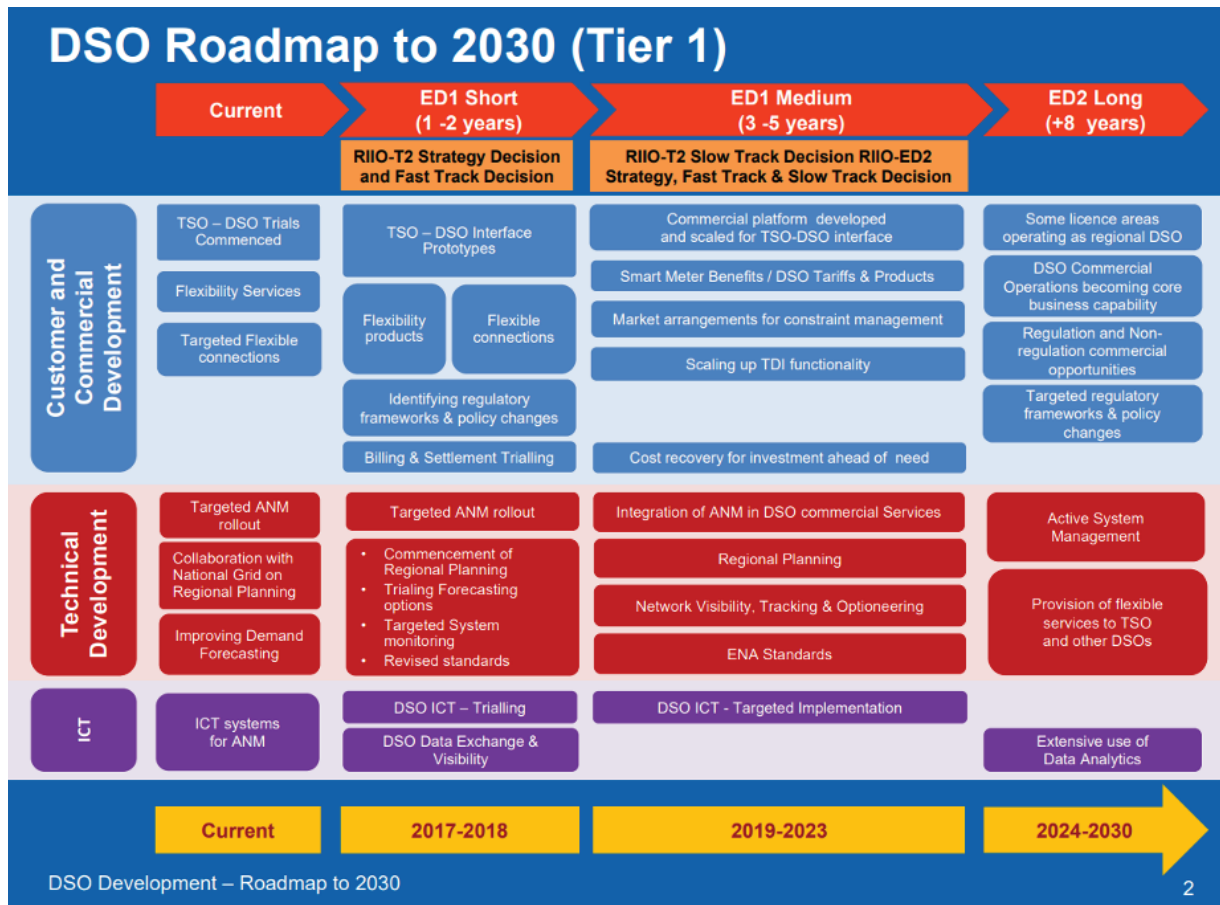 DSO Roadmap to 2030 (Tier 1)
Current
ED1 Short
(1 -2 years)
ED1 Medium
(3 -5 years)
ED2 Long
(+8 years)
RIIO-T2 Strategy Decision
and Fast Track Decision
RIIO-T2 Slow Track Decision RIIO-ED2
Strategy, Fast Track & Slow Track Decision
Customer and
Commercial
Development
TSO – DSO Trials
Commenced
Flexibility Services
Targeted Flexible
connections
TSO – DSO Interface
Prototypes
Flexibility
products
Flexible
connections
Identifying regulatory
frameworks & policy changes
Billing & Settlement Trialling
Commercial platform developed
and scaled for TSO-DSO interface
Smart Meter Benefits / DSO Tariffs & Products
Market arrangements for constraint management
Scaling up TDI functionality
Cost recovery for investment ahead of need
Some licence areas
operating as regional DSO
DSO Commercial
Operations becoming core
business capability
Regulation and Non-
regulation commercial
opportunities
Targeted regulatory
frameworks & policy
changes
Technical
Development
Targeted ANM
rollout
Collaboration with
National Grid on
Regional Planning
Improving Demand
Forecasting
Targeted ANM rollout
• Commencement of
Regional Planning
• Trialing Forecasting
options
• Targeted System
monitoring
• Revised standards
Integration of ANM in DSO commercial Services
Regional Planning
Network Visibility, Tracking & Optioneering
ENA Standards
Active System
Management
Provision of flexible
services to TSO
and other DSOs
ICT
ICT systems
for ANM
DSO ICT – Trialling
DSO Data Exchange &
Visibility
DSO ICT - Targeted Implementation
Extensive use of
Data Analytics
Current
2017-2018
2019-2023
2024-2030
DSO Development – Roadmap to 2030
2